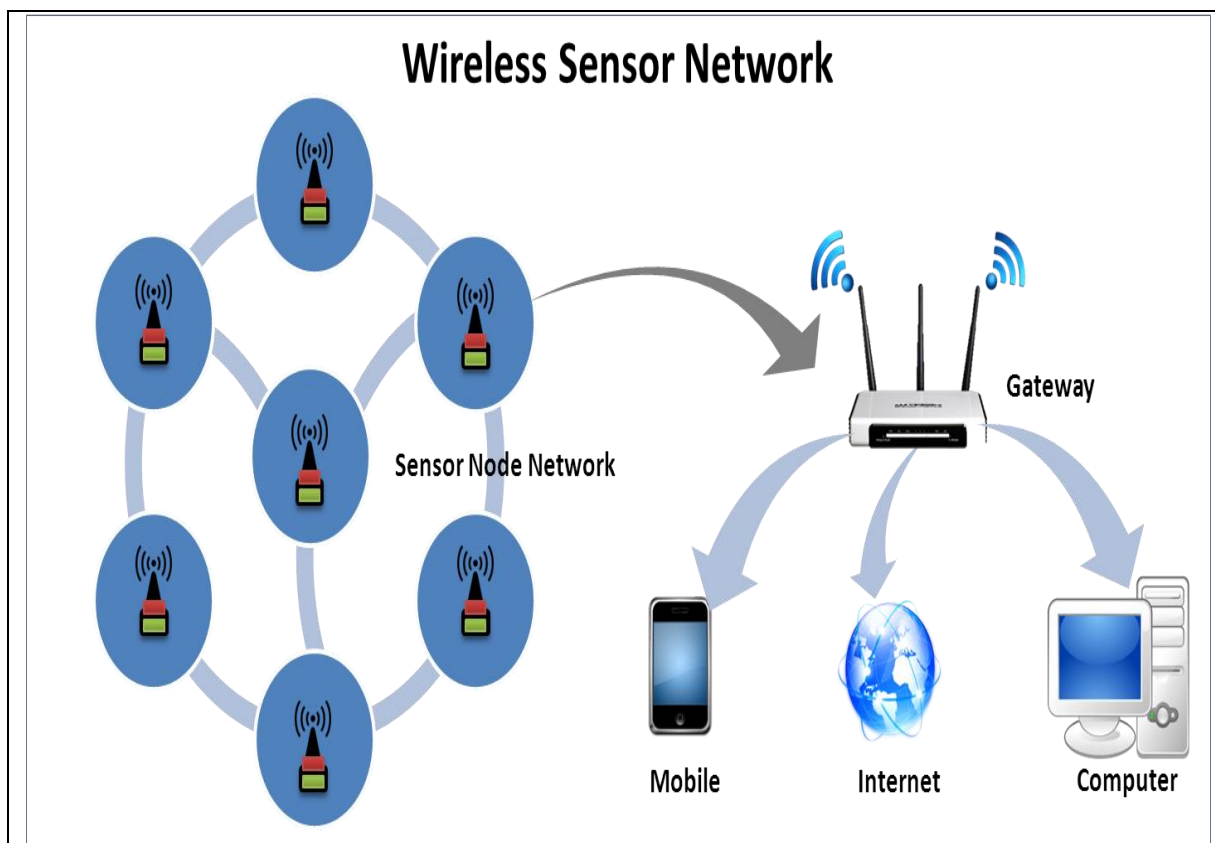 Wireless Sensor Network
Gateway
Sensor Node Network
Mobile
Internet
Computer